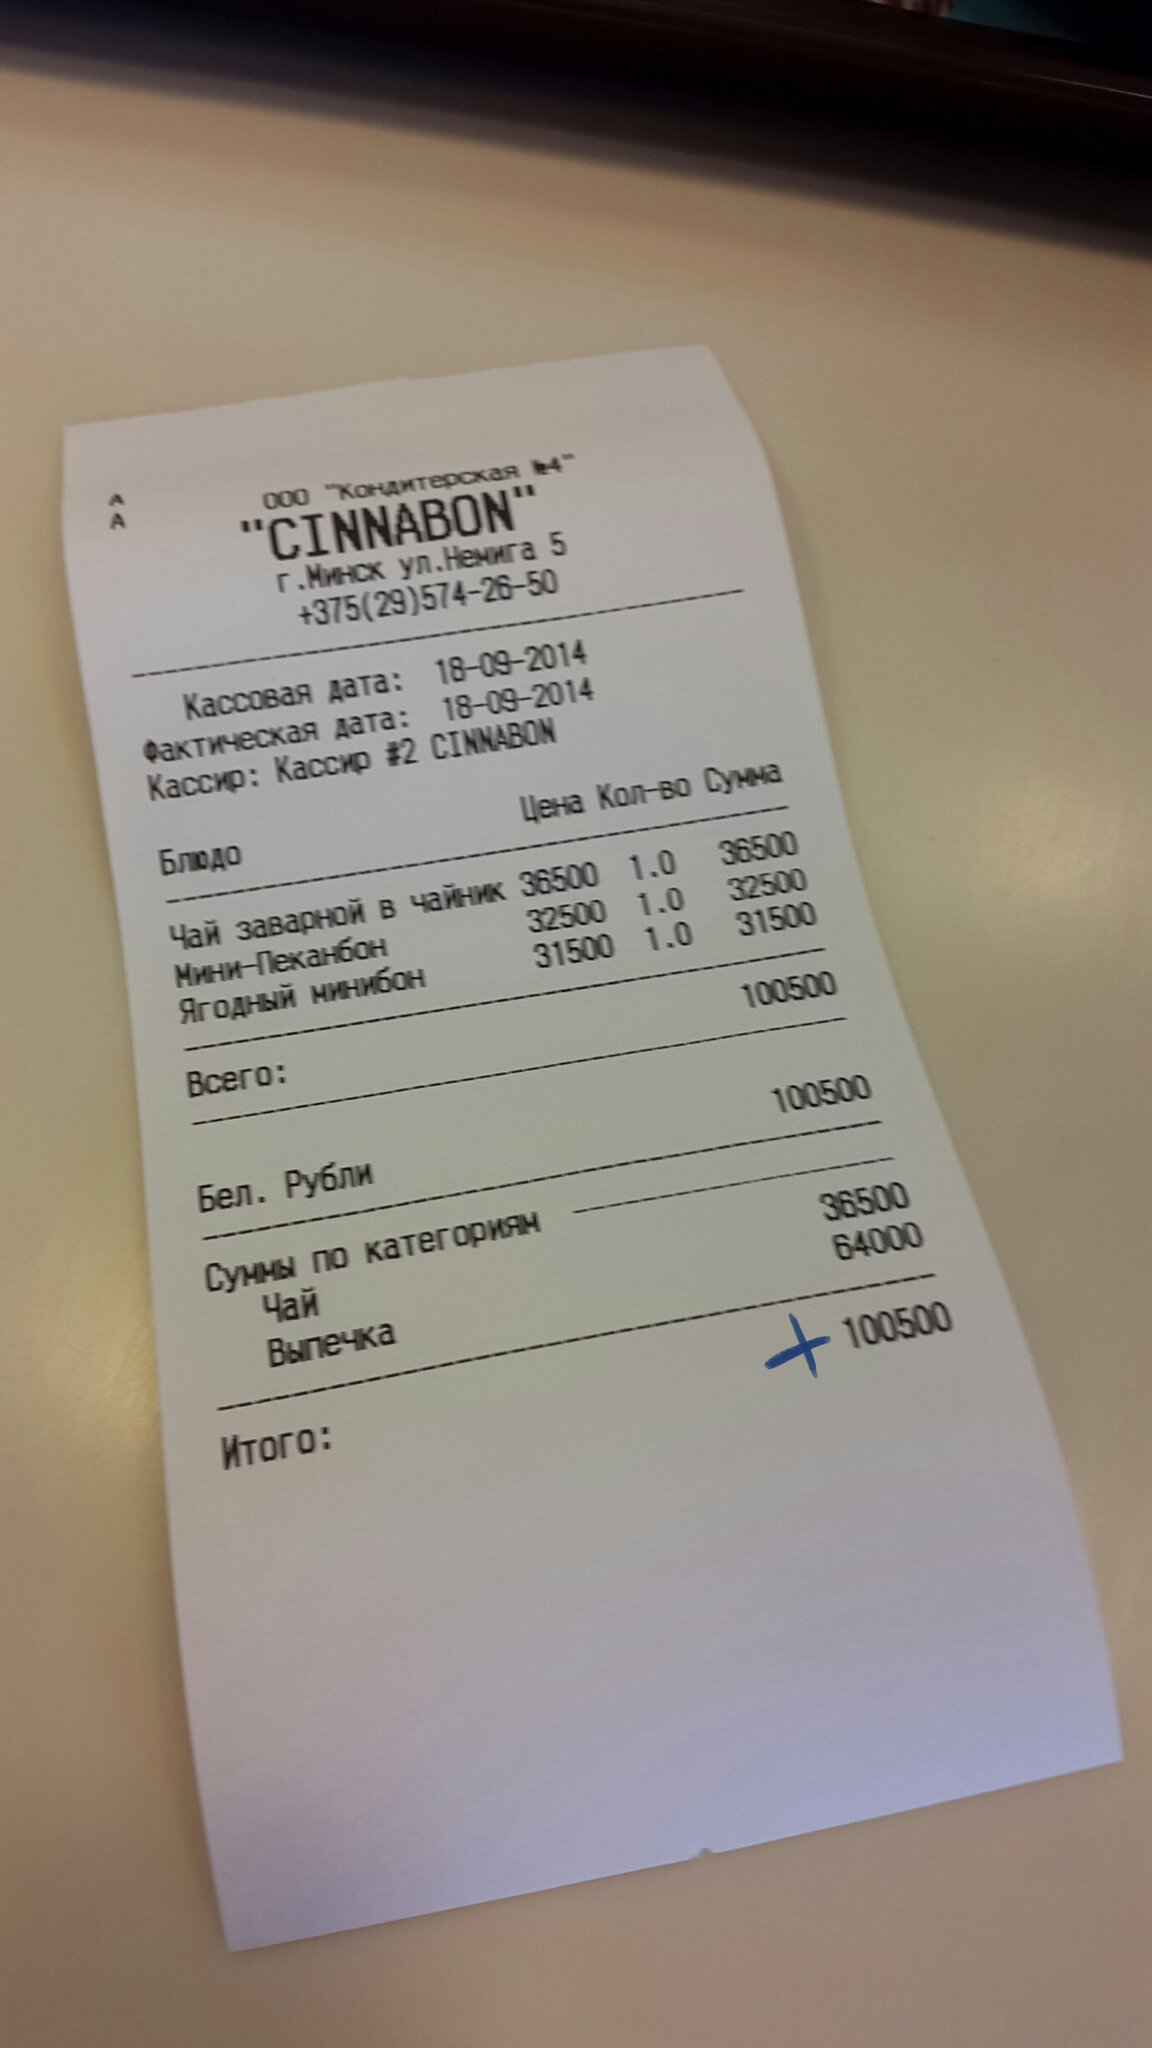 ООО "Кондитерская №4"
"CINNABON"
г.Минск ул.Немига 5
+375(29)574-26-50
Кассовая дата: 18-09-2014
Фактическая дата: 18-09-2014
Кассир: Кассир #2 CINNABON
Блюдо Цена Кол-во Сумма
Чай заварной в чайник 36500 1.0 36500
Мини-Пеканбон 32500 1.0 32500
Ягодный минибон 31500 1.0 31500
Всего: 100500
Бел. Рубли 100500
Суммы по категориям
Чай 36500
Выпечка 64000
Итого: + 100500